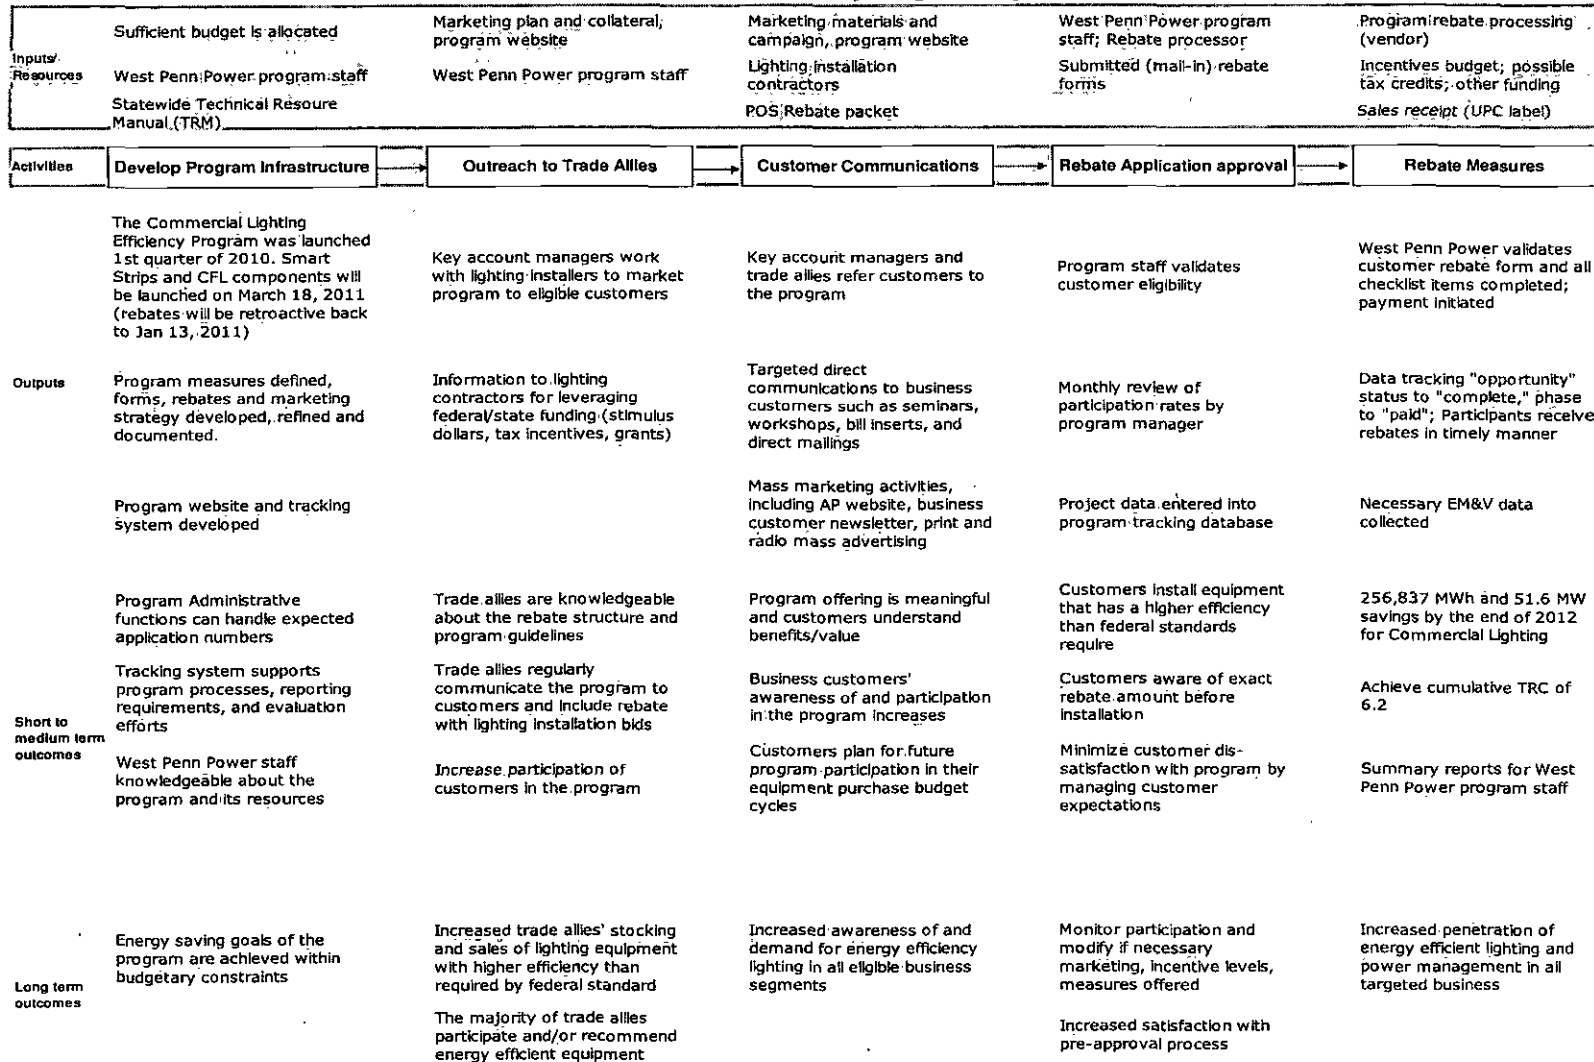 Inputs/
Resources
Sufficient budget is allocated
West Penn Power program staff
Statewide Technical Resoure
Manual (TRM)
Marketing plan and collateral,
program website
West Penn Power program staff
Marketing materials and
campaign, program website
Lighting installation
contractors
POS Rebate packet
West Penn Power program
staff; Rebate processor
Submitted (mail-in) rebate
forms
Program rebate processing
(vendor)
Incentives budget; possible
tax credits; other funding
Sales receipt (UPC label)
Activities
Develop Program Infrastructure
Outreach to Trade Allies
Customer Communications
Rebate Application approval
Rebate Measures
Outputs
The Commercial Lighting
Efficiency Program was launched
1st quarter of 2010. Smart
Strips and CFL components will
be launched on March 18, 2011
(rebates will be retroactive back
to Jan 13, 2011)
Key account managers work
with lighting installers to market
program to eligible customers
Key account managers and
trade allies refer customers to
the program
Program staff validates
customer eligibility
West Penn Power validates
customer rebate form and all
checklist items completed;
payment initiated
Program measures defined,
forms, rebates and marketing
strategy developed, refined and
documented.
Information to lighting
contractors for leveraging
federal/state funding (stimulus
dollars, tax incentives, grants)
Targeted direct
communications to business
customers such as seminars,
workshops, bill inserts, and
direct mailings
Monthly review of
participation rates by
program manager
Data tracking "opportunity"
status to "complete," phase
to "paid"; Participants receive
rebates in timely manner
Program website and tracking
system developed
Mass marketing activities,
including AP website, business
customer newsletter, print and
radio mass advertising
Project data entered into
program tracking database
Necessary EM&V data
collected
Short to
medium term
outcomes
Program Administrative
functions can handle expected
application numbers
Trade allies are knowledgeable
about the rebate structure and
program guidelines
Program offering is meaningful
and customers understand
benefits/value
Customers install equipment
that has a higher efficiency
than federal standards
require
256,837 MWh and 51.6 MW
savings by the end of 2012
for Commercial Lighting
Tracking system supports
program processes, reporting
requirements, and evaluation
efforts
Trade allies regularly
communicate the program to
customers and include rebate
with lighting installation bids
Business customers'
awareness of and participation
in the program increases
Customers aware of exact
rebate amount before
installation
Achieve cumulative TRC of
6.2
West Penn Power staff
knowledgeable about the
program and its resources
Increase participation of
customers in the program
Customers plan for future
program participation in their
equipment purchase budget
cycles
Minimize customer dis-
satisfaction with program by
managing customer
expectations
Summary reports for West
Penn Power program staff
Long term
outcomes
Energy saving goals of the
program are achieved within
budgetary constraints
Increased trade allies' stocking
and sales of lighting equipment
with higher efficiency than
required by federal standard
Increased awareness of and
demand for energy efficiency
lighting in all eligible business
segments
Monitor participation and
modify if necessary
marketing, incentive levels,
measures offered
Increased penetration of
energy efficient lighting and
power management in all
targeted business
The majority of trade allies
participate and/or recommend
energy efficient equipment
Increased satisfaction with
pre-approval process